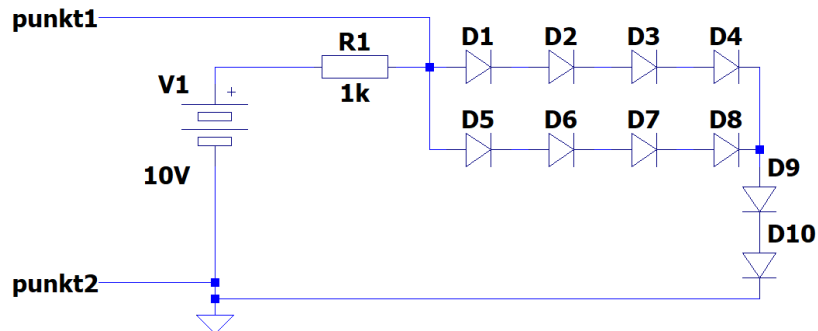 punkt1
R1
D1 D2 D3 D4
V1 +
1k
D5 D6 D7 D8
10V
D9
D10
punkt2